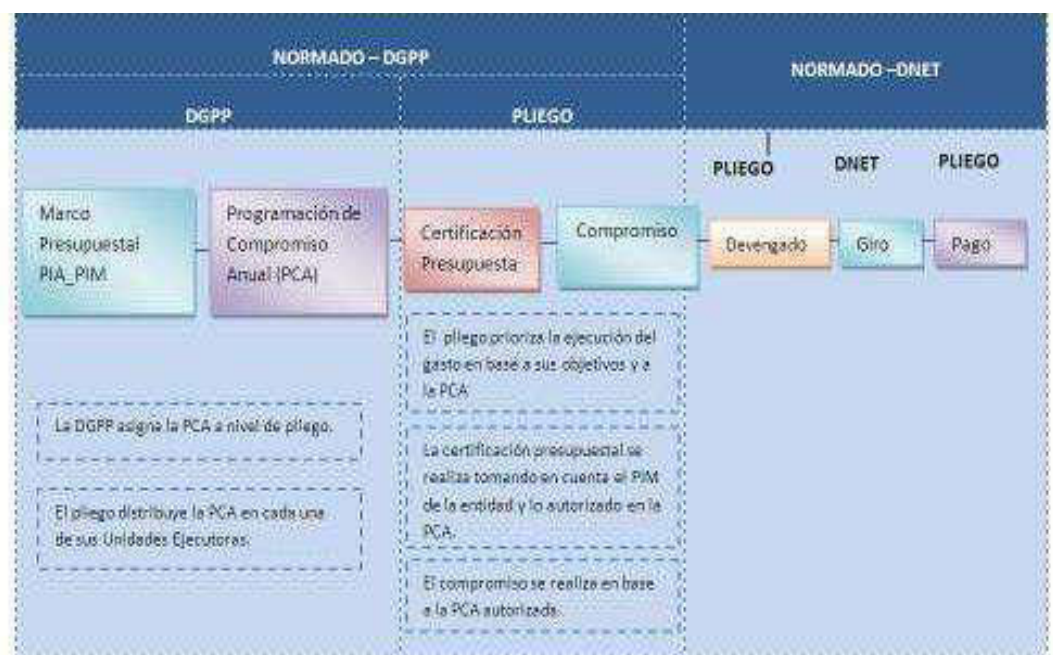 NORMADO – DGPP
NORMADO –DNET
DGPP
PLIEGO
PLIEGO
DNET
PLIEGO
Marco
Presupuestal
PIA_PIM
Programación de
Compromiso
Anual (PCA)
Certificación
Presupuesta
Compromiso
Devengado
Giro
Pago
El pliego prioriza la ejecución del
gasto en base a sus objetivos y a
la PCA
La DGPP asigna la PCA a nivel de pliego.
El pliego distribuye la PCA en cada una
de sus Unidades Ejecutoras.
La certificación presupuestal se
realiza tomando en cuenta el PIM
de la entidad y lo autorizado en la
PCA.
El compromiso se realiza en base
a la PCA autorizada.